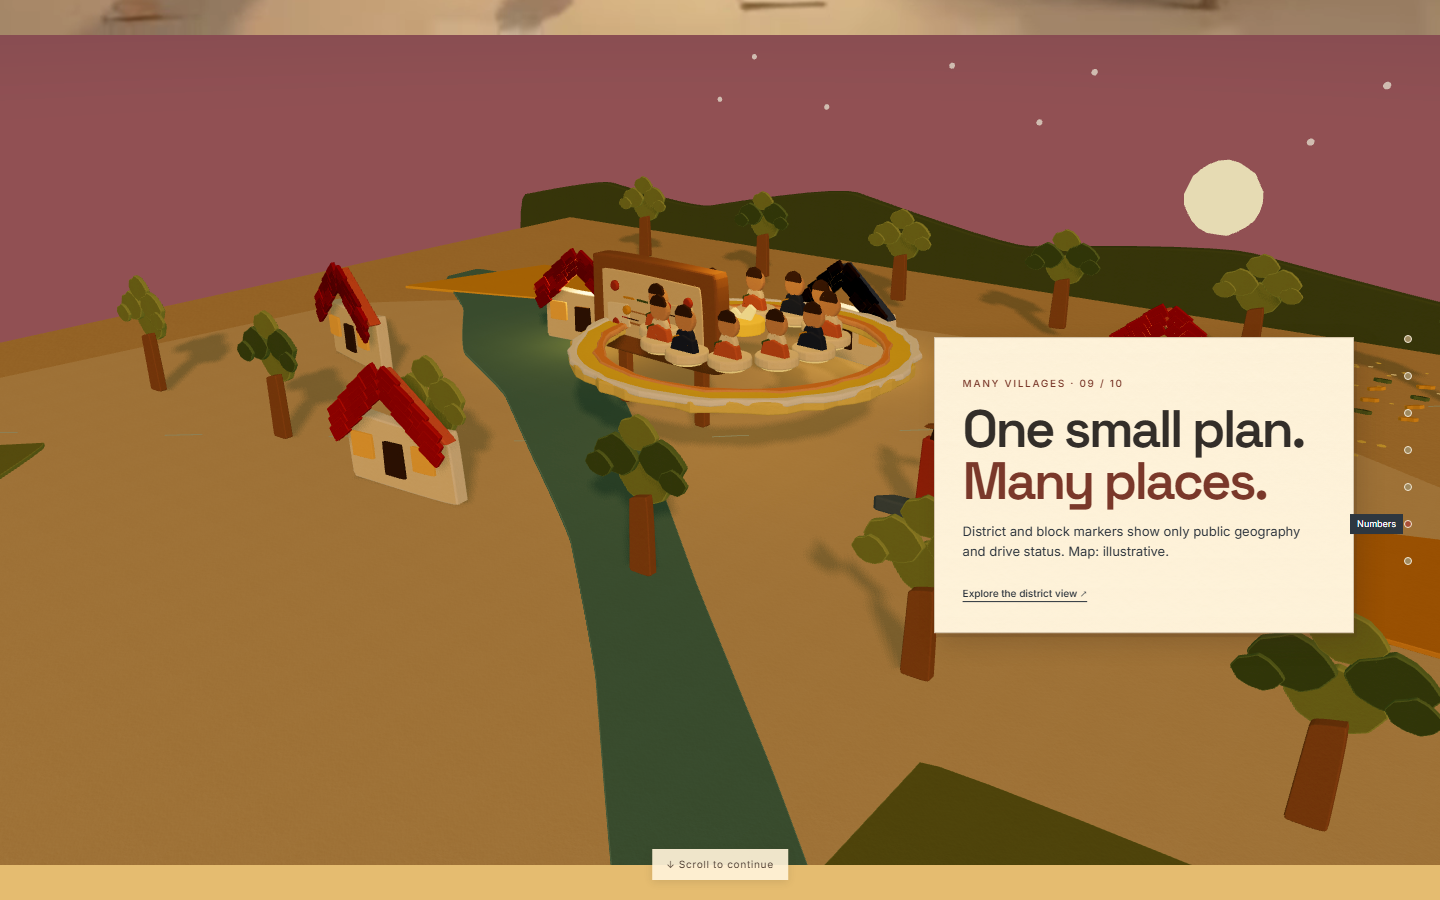 MANY VILLAGES · 09 / 10
One small plan.
Many places.
District and block markers show only public geography
and drive status. Map: illustrative.
Numbers
Explore the district view ↗
↓ Scroll to continue